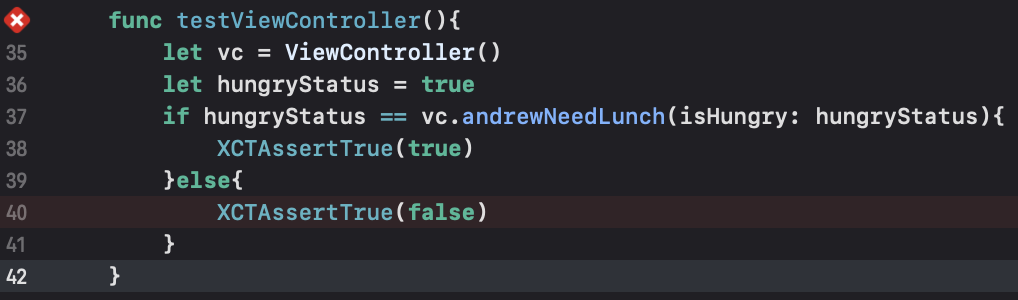 func testViewController(){
35 let vc = ViewController()
36 let hungryStatus = true
37 if hungryStatus == vc.andrewNeedLunch(isHungry: hungryStatus){
38 XCTAssertTrue(true)
39 }else{
40 XCTAssertTrue(false)
41 }
42 }